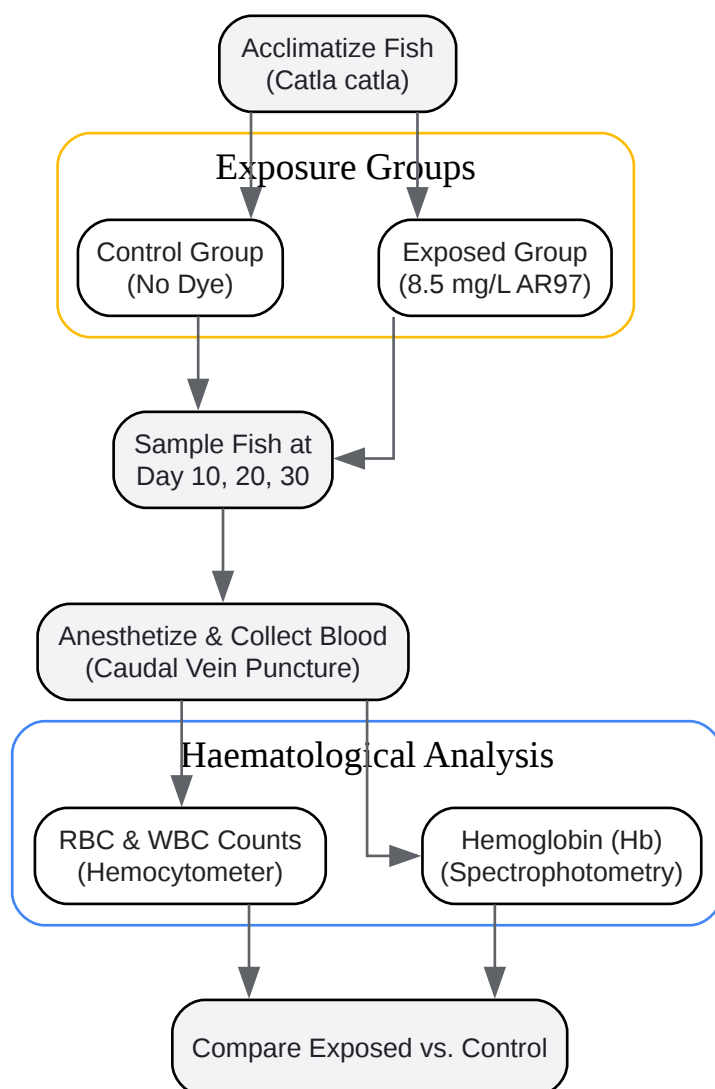 Acclimatize Fish
(Catla catla)
Exposure Groups
Control Group
(No Dye)
Exposed Group
(8.5 mg/L AR97)
Sample Fish at
Day 10, 20, 30
Anesthetize & Collect Blood
(Caudal Vein Puncture)
Haematological Analysis
RBC & WBC Counts
(Hemocytometer)
Hemoglobin (Hb)
(Spectrophotometry)
Compare Exposed vs. Control